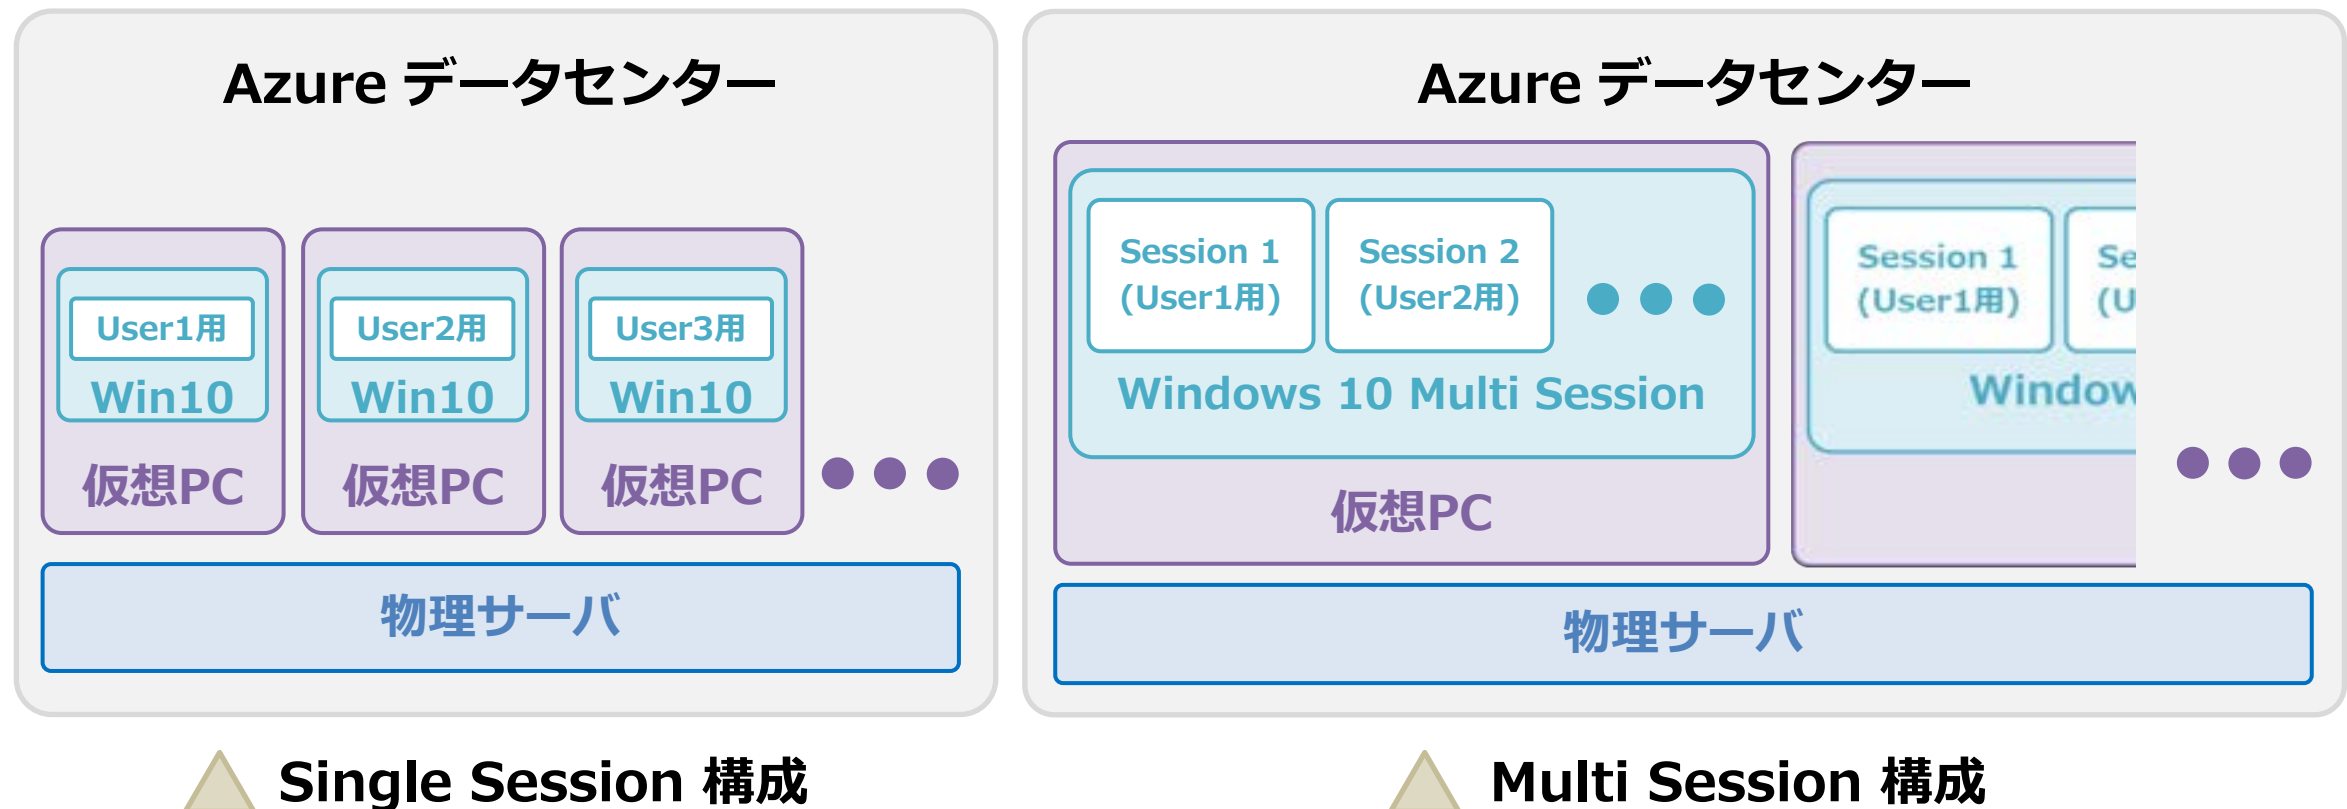 Azure データセンター
User1用
Win10
仮想PC
User2用
Win10
仮想PC
User3用
Win10
仮想PC
物理サーバ
Single Session 構成
Azure データセンター
Session 1
(User1用)
Session 2
(User2用)
Windows 10 Multi Session
仮想PC
Session 1
(User1用)
Se
(U
Window
物理サーバ
Multi Session 構成